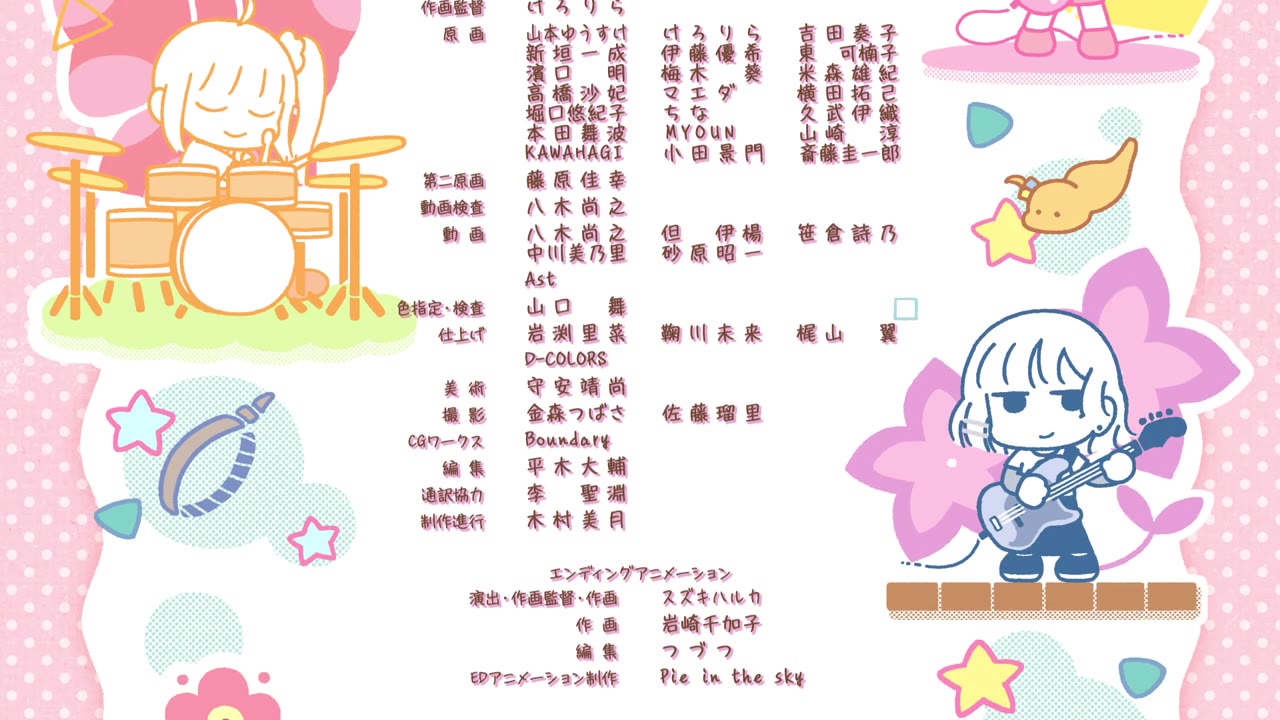 作画監督 けろりら
原画 山本ゆうすけ けろりら 吉田奏子
新垣一成 伊藤優希 東 可楠子
濱口 明 梅木 葵 米森雄紀
高橋沙妃 マエダ 横田拓己
堀口悠紀子 ちな 久武伊織
本田舞波 MYOUN 山崎 淳
KAWAHAGI 小田景門 斎藤圭一郎
第二原画 藤原佳幸
動画検査 八木尚之
動画 八木尚之 但 伊楊 笹倉詩乃
中川美乃里 砂原昭一
Ast
色指定・検査 山口 舞
仕上げ 岩渕里菜 鞠川未来 梶山 翼
D-COLORS
美術 守安靖尚
撮影 金森つばさ 佐藤瑠里
CGワークス Boundary
編集 平木大輔
通訳協力 李 聖淵
制作進行 木村美月
エンディングアニメーション
演出・作画監督・作画 スズキハルカ
作画 岩崎千加子
編集 つづつ
EDアニメーション制作 Pie in the sky